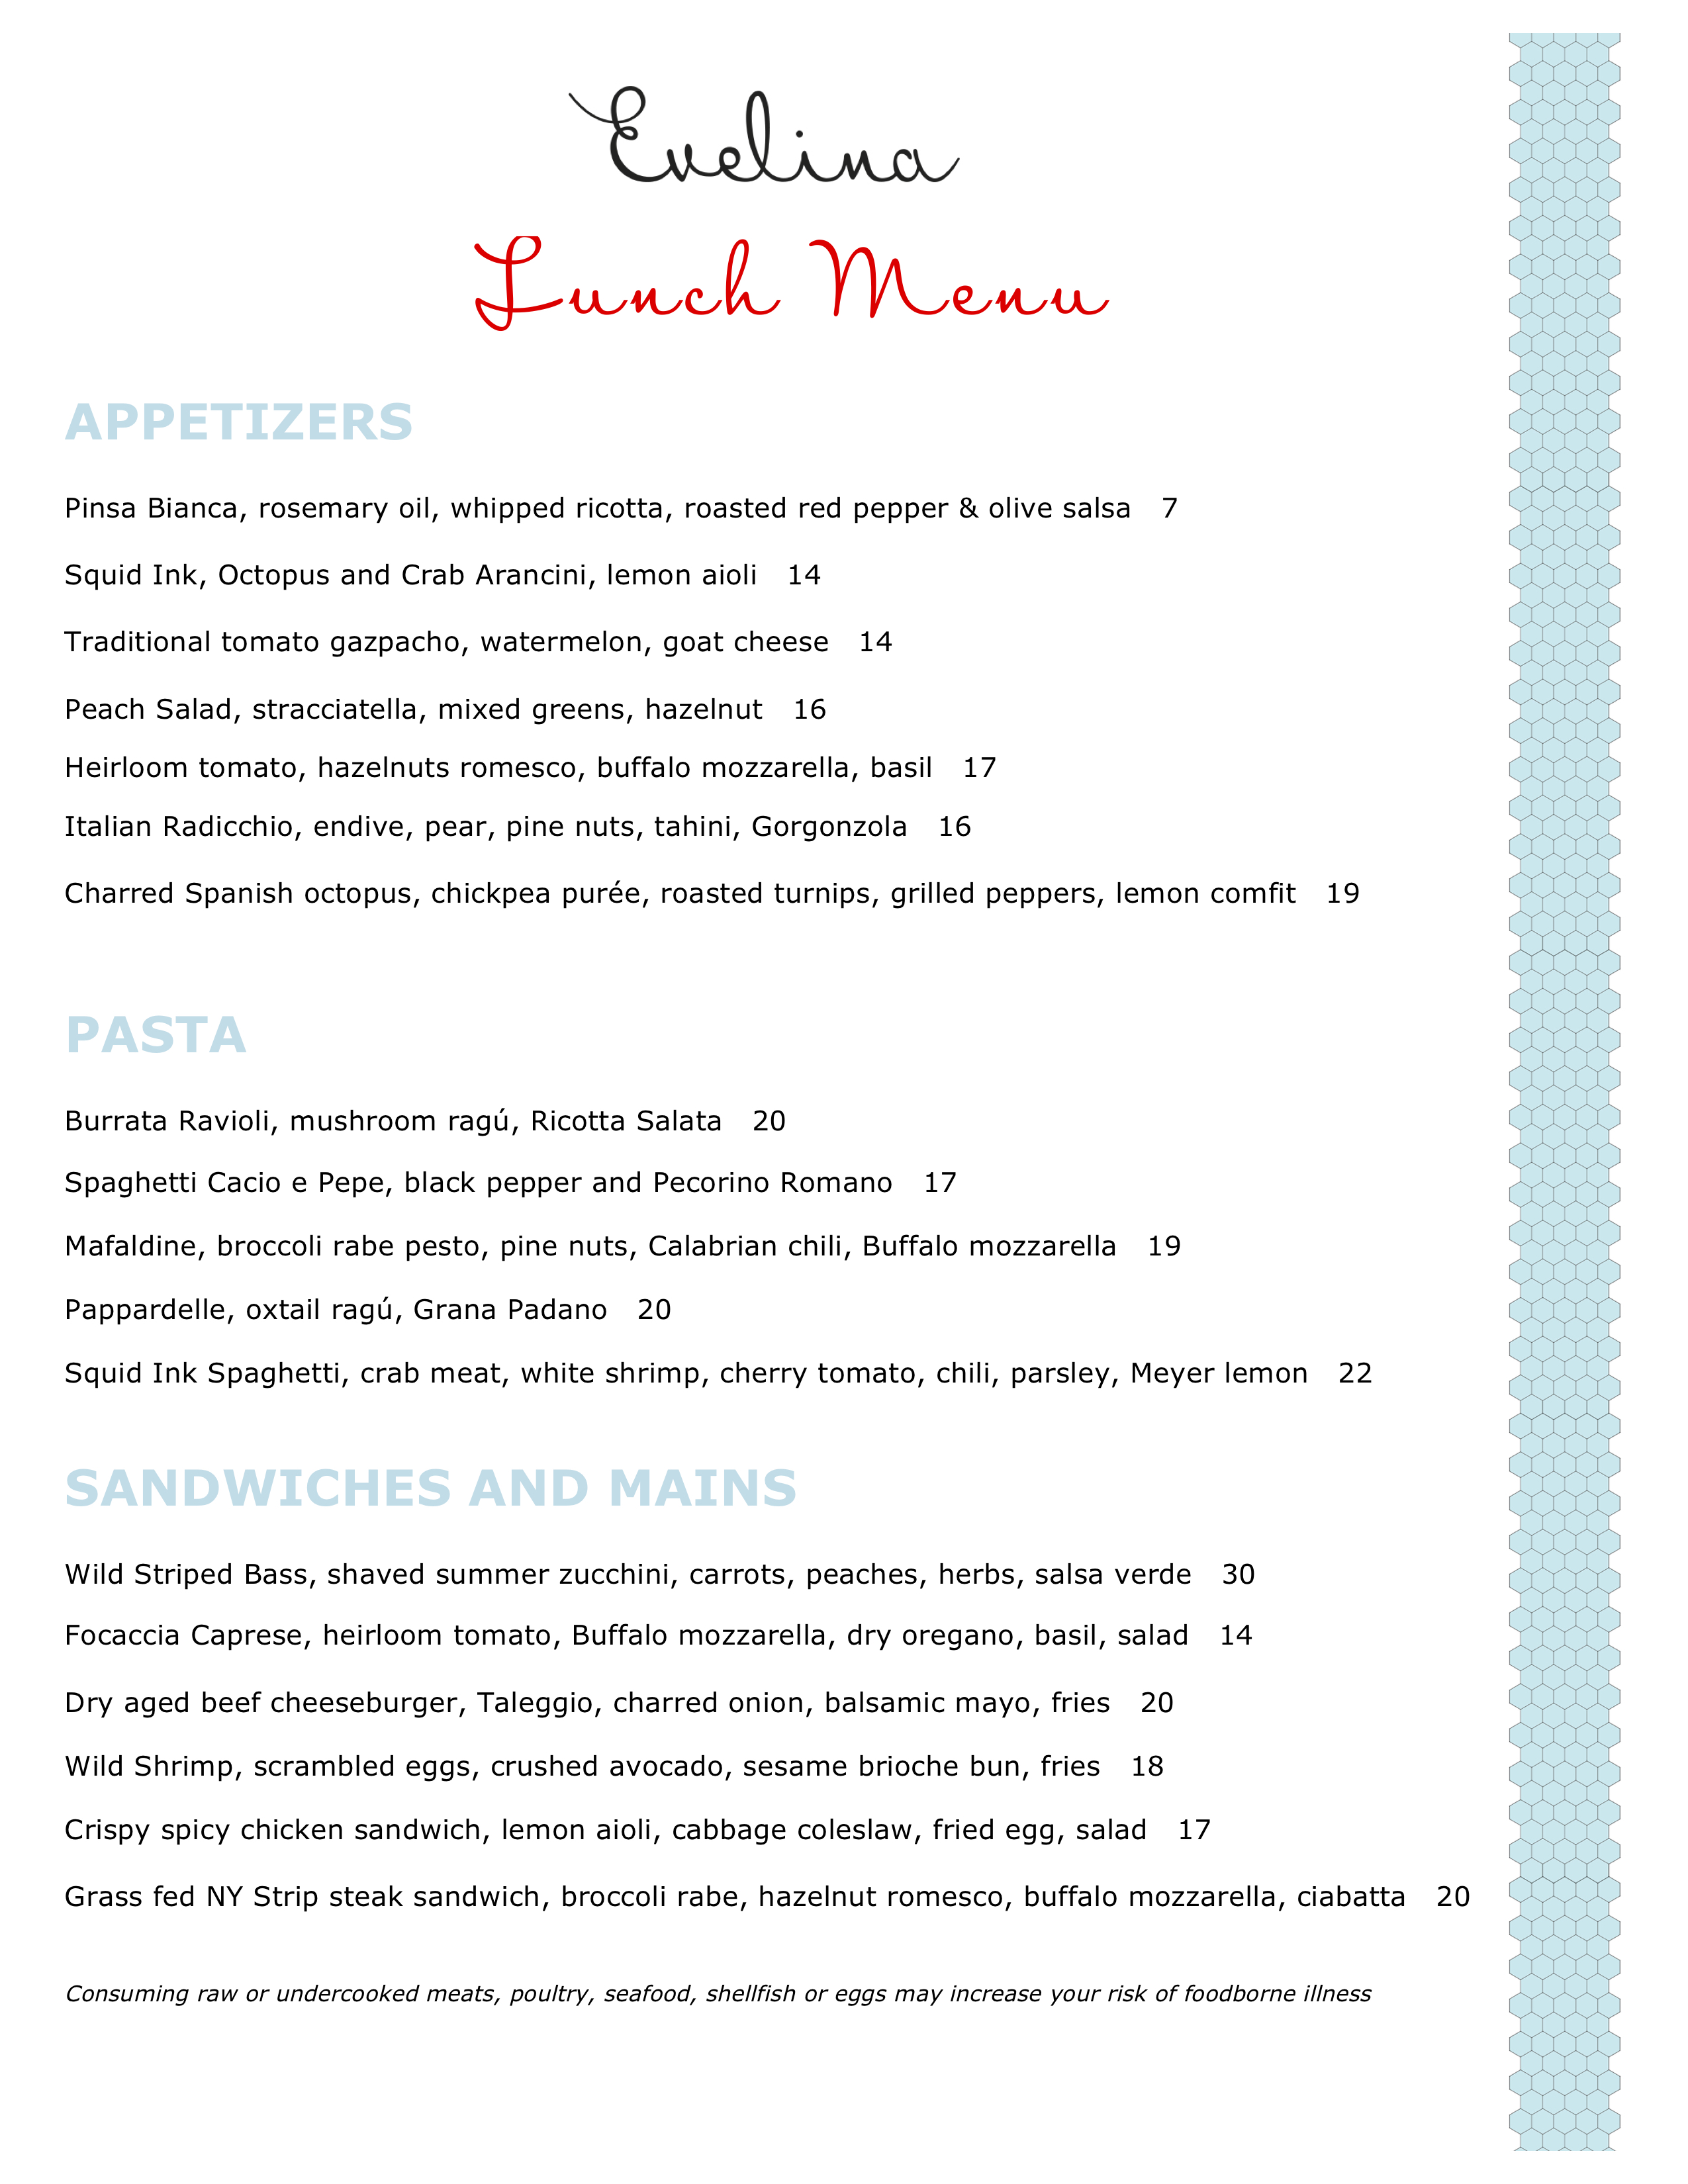 Evelina
Lunch Menu
APPETIZERS
Pinsa Bianca, rosemary oil, whipped ricotta, roasted red pepper & olive salsa 7
Squid Ink, Octopus and Crab Arancini, lemon aioli 14
Traditional tomato gazpacho, watermelon, goat cheese 14
Peach Salad, stracciatella, mixed greens, hazelnut 16
Heirloom tomato, hazelnuts romesco, buffalo mozzarella, basil 17
Italian Radicchio, endive, pear, pine nuts, tahini, Gorgonzola 16
Charred Spanish octopus, chickpea purée, roasted turnips, grilled peppers, lemon comfit 19
PASTA
Burrata Ravioli, mushroom ragú, Ricotta Salata 20
Spaghetti Cacio e Pepe, black pepper and Pecorino Romano 17
Mafaldine, broccoli rabe pesto, pine nuts, Calabrian chili, Buffalo mozzarella 19
Pappardelle, oxtail ragú, Grana Padano 20
Squid Ink Spaghetti, crab meat, white shrimp, cherry tomato, chili, parsley, Meyer lemon 22
SANDWICHES AND MAINS
Wild Striped Bass, shaved summer zucchini, carrots, peaches, herbs, salsa verde 30
Focaccia Caprese, heirloom tomato, Buffalo mozzarella, dry oregano, basil, salad 14
Dry aged beef cheeseburger, Taleggio, charred onion, balsamic mayo, fries 20
Wild Shrimp, scrambled eggs, crushed avocado, sesame brioche bun, fries 18
Crispy spicy chicken sandwich, lemon aioli, cabbage coleslaw, fried egg, salad 17
Grass fed NY Strip steak sandwich, broccoli rabe, hazelnut romesco, buffalo mozzarella, ciabatta 20
Consuming raw or undercooked meats, poultry, seafood, shellfish or eggs may increase your risk of foodborne illness